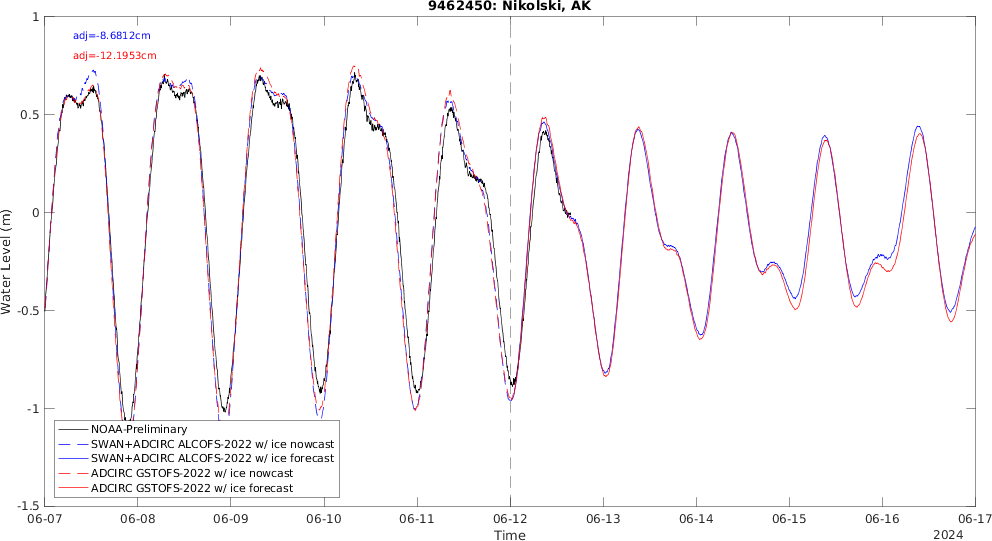 9462450: Nikolski, AK
adj=-8.6812cm
adj=-12.1953cm
Water Level (m)
1
0.5
0
-0.5
-1
-1.5
NOAA-Preliminary
SWAN+ADCIRC ALCOFS-2022 w/ ice nowcast
SWAN+ADCIRC ALCOFS-2022 w/ ice forecast
ADCIRC GSTOFS-2022 w/ ice nowcast
ADCIRC GSTOFS-2022 w/ ice forecast
06-07 06-08 06-09 06-10 06-11 06-12 06-13 06-14 06-15 06-16 06-17
Time
2024